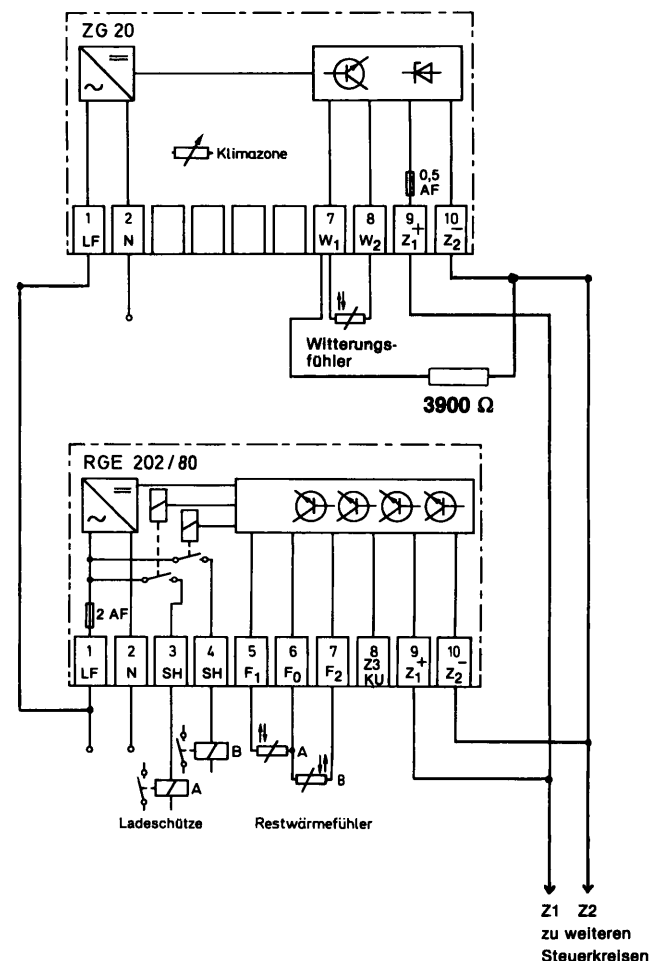 ZG 20
Klimazone
0,5
AF
1
LF
2
N
7
W1
8
W2
9
Z1+
10
Z2−
Witterungs-
fühler
3900 Ω
RGE 202/80
2 AF
1
LF
2
N
3
SH
4
SH
5
F1
6
F0
7
F2
8
Z3
KU
9
Z1+
10
Z2−
B
A
A
B
Ladeschütze
Restwärmefühler
Z1 Z2
zu weiteren
Steuerkreisen